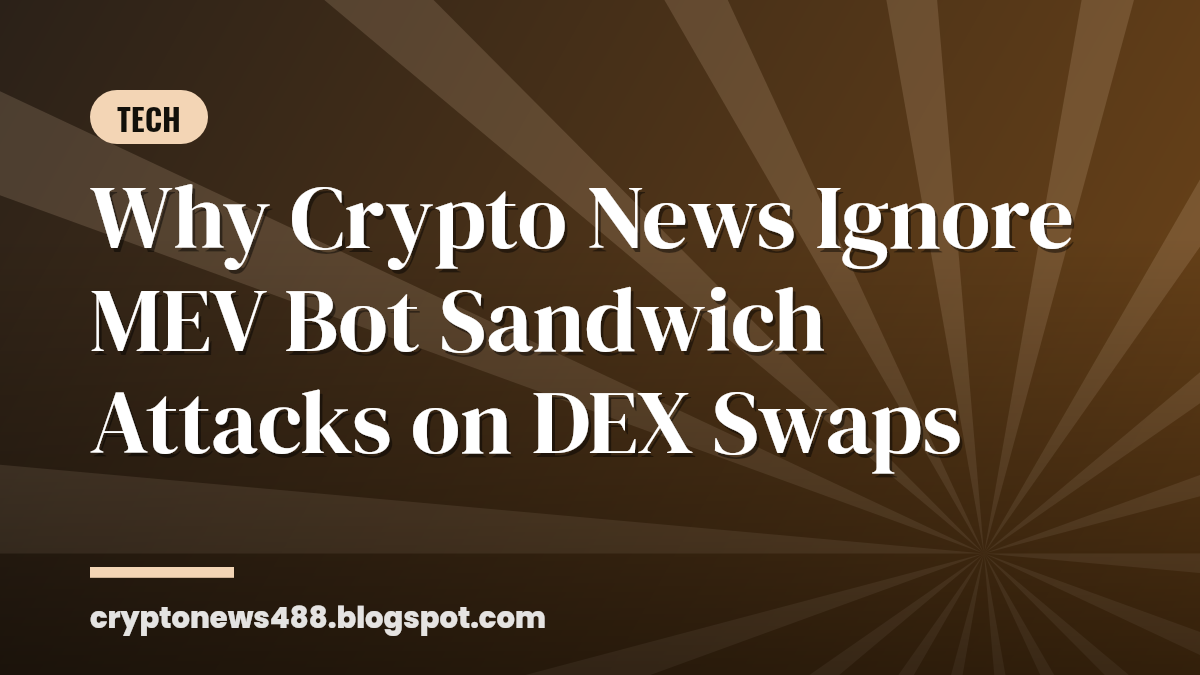 TECH
Why Crypto News Ignore
MEV Bot Sandwich
Attacks on DEX Swaps
cryptonews488.blogspot.com